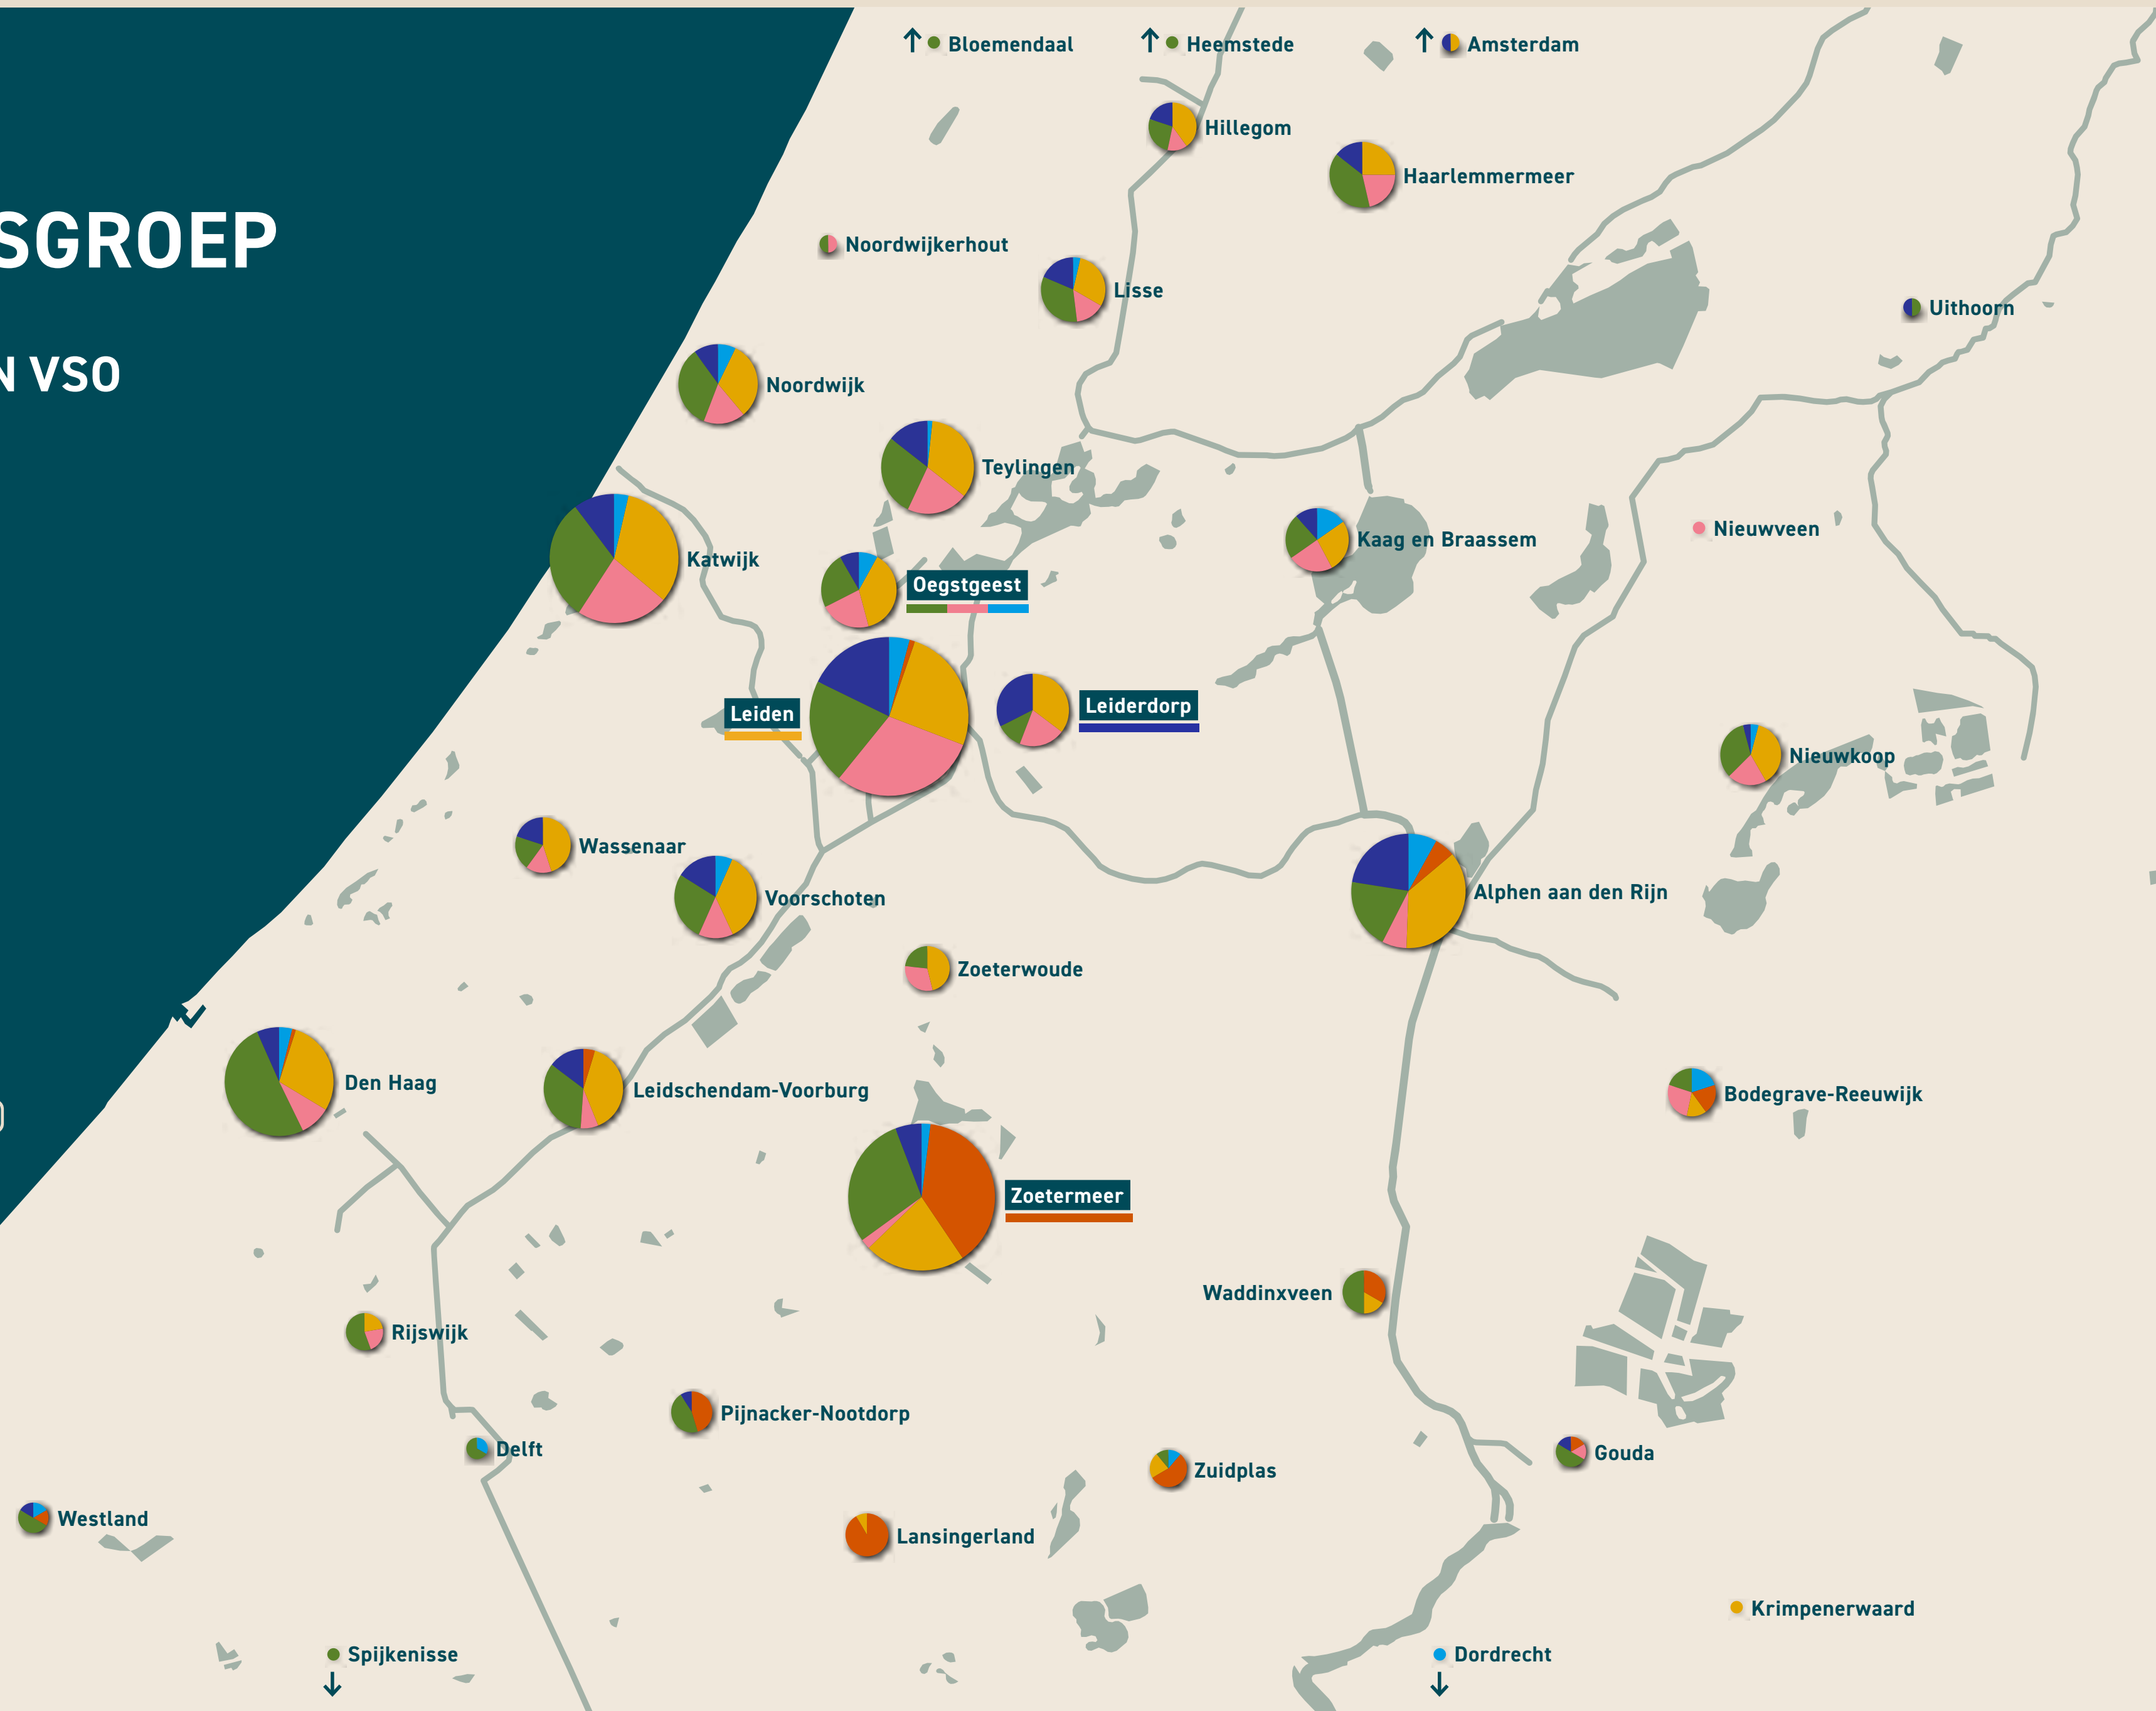 SGROEP
N VSO
Bloemendaal
Heemstede
Amsterdam
Hillegom
Haarlemmermeer
Noordwijkerhout
Lisse
Uithoorn
Noordwijk
Teylingen
Nieuwveen
Kaag en Braassem
Katwijk
Oegstgeest
Leiden
Leiderdorp
Nieuwkoop
Wassenaar
Voorschoten
Alphen aan den Rijn
Zoeterwoude
Den Haag
Leidschendam-Voorburg
Bodegrave-Reeuwijk
Zoetermeer
Waddinxveen
Rijswijk
Pijnacker-Nootdorp
Delft
Gouda
Zuidplas
Westland
Lansingerland
Krimpenerwaard
Spijkenisse
Dordrecht